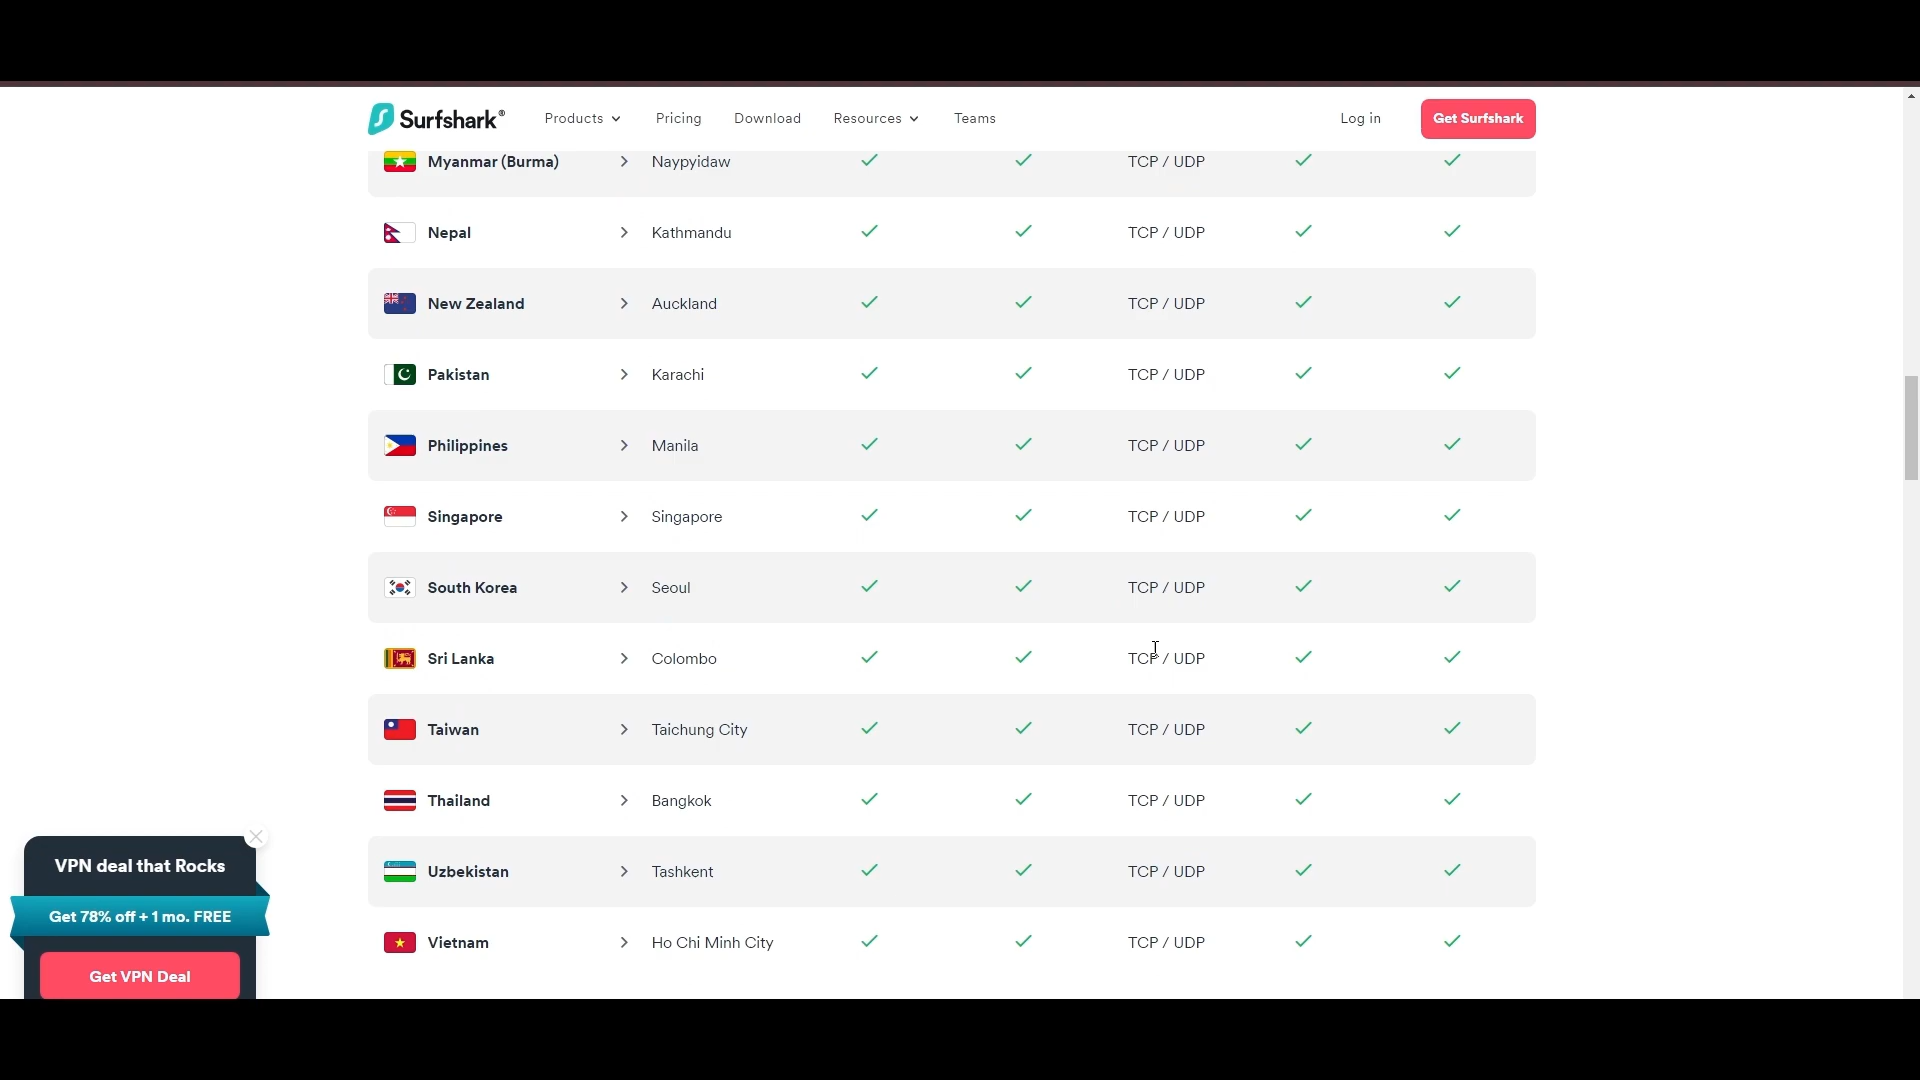 Surfshark®
Products
Pricing
Download
Resources
Teams
Log in
Get Surfshark
Myanmar (Burma) Naypyidaw TCP / UDP
Nepal Kathmandu TCP / UDP
New Zealand Auckland TCP / UDP
Pakistan Karachi TCP / UDP
Philippines Manila TCP / UDP
Singapore Singapore TCP / UDP
South Korea Seoul TCP / UDP
Sri Lanka Colombo TCP / UDP
Taiwan Taichung City TCP / UDP
Thailand Bangkok TCP / UDP
Uzbekistan Tashkent TCP / UDP
Vietnam Ho Chi Minh City TCP / UDP
VPN deal that Rocks
Get 78% off + 1 mo. FREE
Get VPN Deal